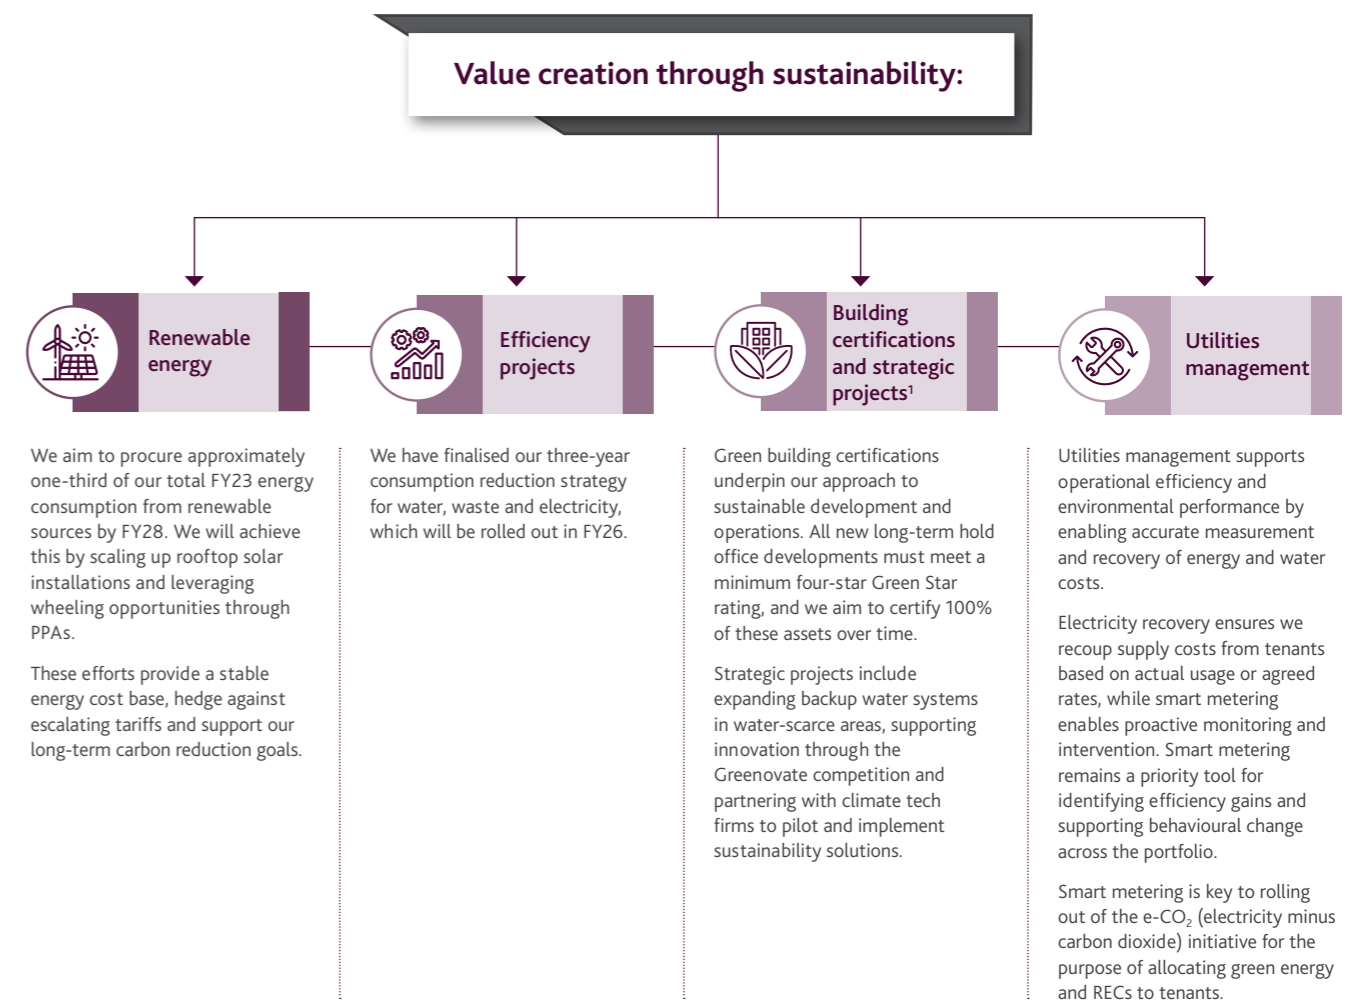 Value creation through sustainability:
Renewable
energy
We aim to procure approximately
one-third of our total FY23 energy
consumption from renewable
sources by FY28. We will achieve
this by scaling up rooftop solar
installations and leveraging
wheeling opportunities through
PPAs.
These efforts provide a stable
energy cost base, hedge against
escalating tariffs and support our
long-term carbon reduction goals.
Efficiency
projects
We have finalised our three-year
consumption reduction strategy
for water, waste and electricity,
which will be rolled out in FY26.
Building
certifications
and strategic
projects¹
Green building certifications
underpin our approach to
sustainable development and
operations. All new long-term hold
office developments must meet a
minimum four-star Green Star
rating, and we aim to certify 100%
of these assets over time.
Strategic projects include
expanding backup water systems
in water-scarce areas, supporting
innovation through the
Greenovate competition and
partnering with climate tech
firms to pilot and implement
sustainability solutions.
Utilities
management
Utilities management supports
operational efficiency and
environmental performance by
enabling accurate measurement
and recovery of energy and water
costs.
Electricity recovery ensures we
recoup supply costs from tenants
based on actual usage or agreed
rates, while smart metering
enables proactive monitoring and
intervention. Smart metering
remains a priority tool for
identifying efficiency gains and
supporting behavioural change
across the portfolio.
Smart metering is key to rolling
out of the e-CO₂ (electricity minus
carbon dioxide) initiative for the
purpose of allocating green energy
and RECs to tenants.